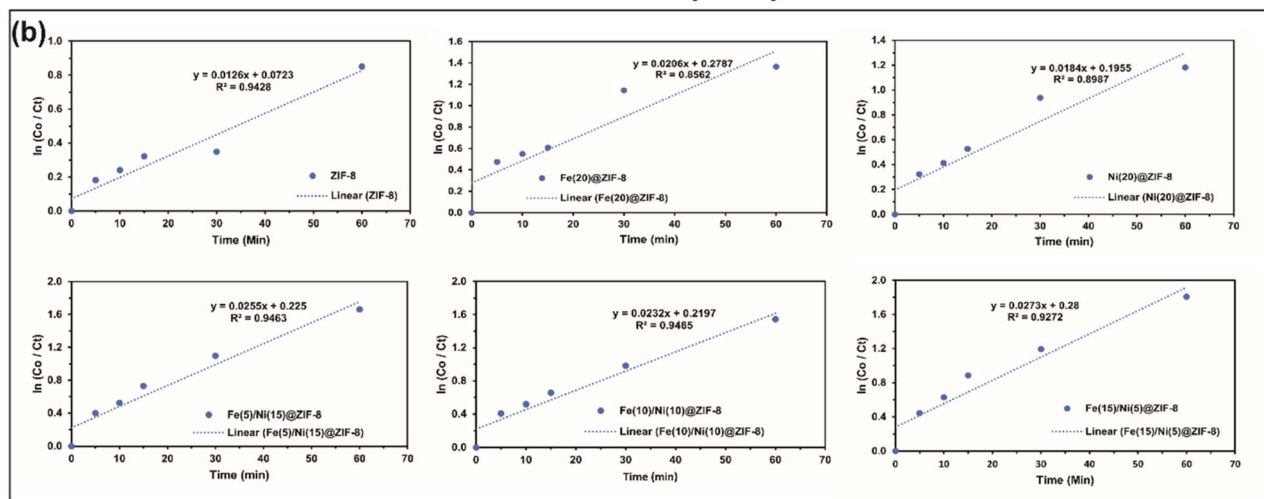 (b)
1.0
0.8
0.6
0.4
0.2
0.0
0 10 20 30 40 50 60 70
ln (Co / Ct)
Time (Min)
y = 0.0126x + 0.0723
R² = 0.9428
ZIF-8
Linear (ZIF-8)
1.6
1.4
1.2
1.0
0.8
0.6
0.4
0.2
0.0
0 10 20 30 40 50 60 70
ln (Co / Ct)
Time (min)
y = 0.0206x + 0.2787
R² = 0.8562
Fe(20)@ZIF-8
Linear (Fe(20)@ZIF-8)
1.4
1.2
1.0
0.8
0.6
0.4
0.2
0.0
0 10 20 30 40 50 60 70
ln (Co / Ct)
Time (min)
y = 0.0184x + 0.1955
R² = 0.8987
Ni(20)@ZIF-8
Linear (Ni(20)@ZIF-8)
2.0
1.6
1.2
0.8
0.4
0.0
0 10 20 30 40 50 60 70
ln (Co / Ct)
Time (min)
y = 0.0255x + 0.225
R² = 0.9463
Fe(5)/Ni(15)@ZIF-8
Linear (Fe(5)/Ni(15)@ZIF-8)
2.0
1.6
1.2
0.8
0.4
0.0
0 10 20 30 40 50 60 70
ln (Co / Ct)
Time (min)
y = 0.0232x + 0.2197
R² = 0.9465
Fe(10)/Ni(10)@ZIF-8
Linear (Fe(10)/Ni(10)@ZIF-8)
2.0
1.6
1.2
0.8
0.4
0.0
0 10 20 30 40 50 60 70
ln (Co / Ct)
Time (Min)
y = 0.0273x + 0.28
R² = 0.9272
Fe(15)/Ni(5)@ZIF-8
Linear (Fe(15)/Ni(5)@ZIF-8)